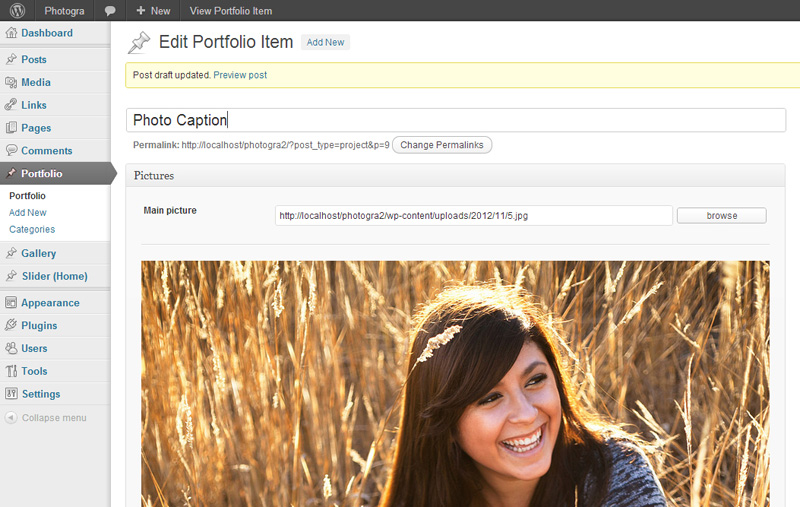 Photogra
New
View Portfolio Item
Dashboard
Posts
Media
Links
Pages
Comments
Portfolio
Portfolio
Add New
Categories
Gallery
Slider (Home)
Appearance
Plugins
Users
Tools
Settings
Collapse menu
Edit Portfolio Item Add New
Post draft updated. Preview post
Photo Caption
Permalink: http://localhost/photogra2/?post_type=project&p=9 Change Permalinks
Pictures
Main picture http://localhost/photogra2/wp-content/uploads/2012/11/5.jpg browse